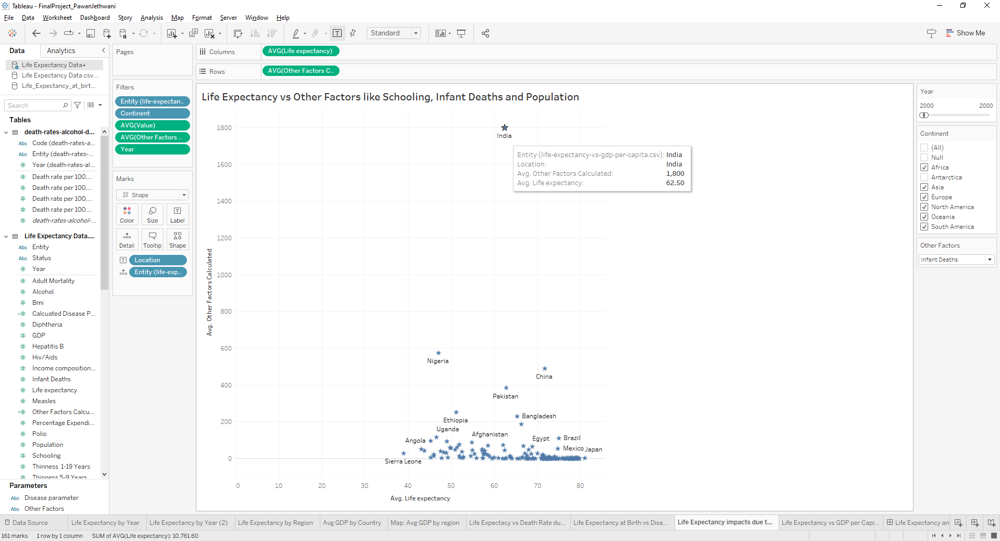 Tableau - FinalProject_PawanJethwani
File Data Worksheet Dashboard Story Analysis Map Format Server Window Help
Standard
Show Me
Data Analytics
Life Expectancy Data+
Life Expectancy Data.csv...
Life_Expectancy_at_birt...
Search
Tables
death-rates-alcohol-d...
Abc Code (death-rates-a...
Abc Entity (death-rates-...
Year (death-rates-al...
Death rate per 100,...
Death rate per 100,...
Death rate per 100,...
Death rate per 100,...
death-rates-alcohol-...
Life Expectancy Data....
Abc Entity
Abc Status
Year
Adult Mortality
Alcohol
Bmi
Calcuated Disease P...
Diphtheria
GDP
Hepatitis B
Hiv/Aids
Income composition...
Infant Deaths
Life expectancy
Measles
Other Factors Calcu...
Percentage Expendi...
Polio
Population
Schooling
Thinness 1-19 Years
Thinness 5-9 Years
Parameters
Abc Disease parameter
Abc Other Factors
Pages
Filters
Entity (life-expectan..
Continent
AVG(Value)
AVG(Other Factors ..
Year
Marks
Shape
Color Size Label
Detail Tooltip Shape
Location
Entity (life-exp..
Columns AVG(Life expectancy)
Rows AVG(Other Factors C..
Life Expectancy vs Other Factors like Schooling, Infant Deaths and Population
Avg. Other Factors Calculated
1800
1600
1400
1200
1000
800
600
400
200
0
India
Entity (life-expectancy-vs-gdp-per-capita.csv): India
Location: India
Avg. Other Factors Calculated: 1,800
Avg. Life expectancy: 62.50
Nigeria
China
Pakistan
Bangladesh
Ethiopia
Uganda
Afghanistan
Egypt
Brazil
Angola
Mexico
Japan
Sierra Leone
0 10 20 30 40 50 60 70 80
Avg. Life expectancy
Year
2000 2000
Continent
(All)
Null
Africa
Antarctica
Asia
Europe
North America
Oceania
South America
Other Factors
Infant Deaths
Data Source Life Expectancy by Year Life Expectancy by Year (2) Life Expectancy by Region Avg GDP by Country Map: Avg GDP by region Life Expectacy vs Death Rate du... Life Expectancy at Birth vs Dise... Life Expectancy impacts due t... Life Expectancy vs GDP per Capi... Life Expectancy an
161 marks 1 row by 1 column SUM of AVG(Life expectancy): 10,761.60